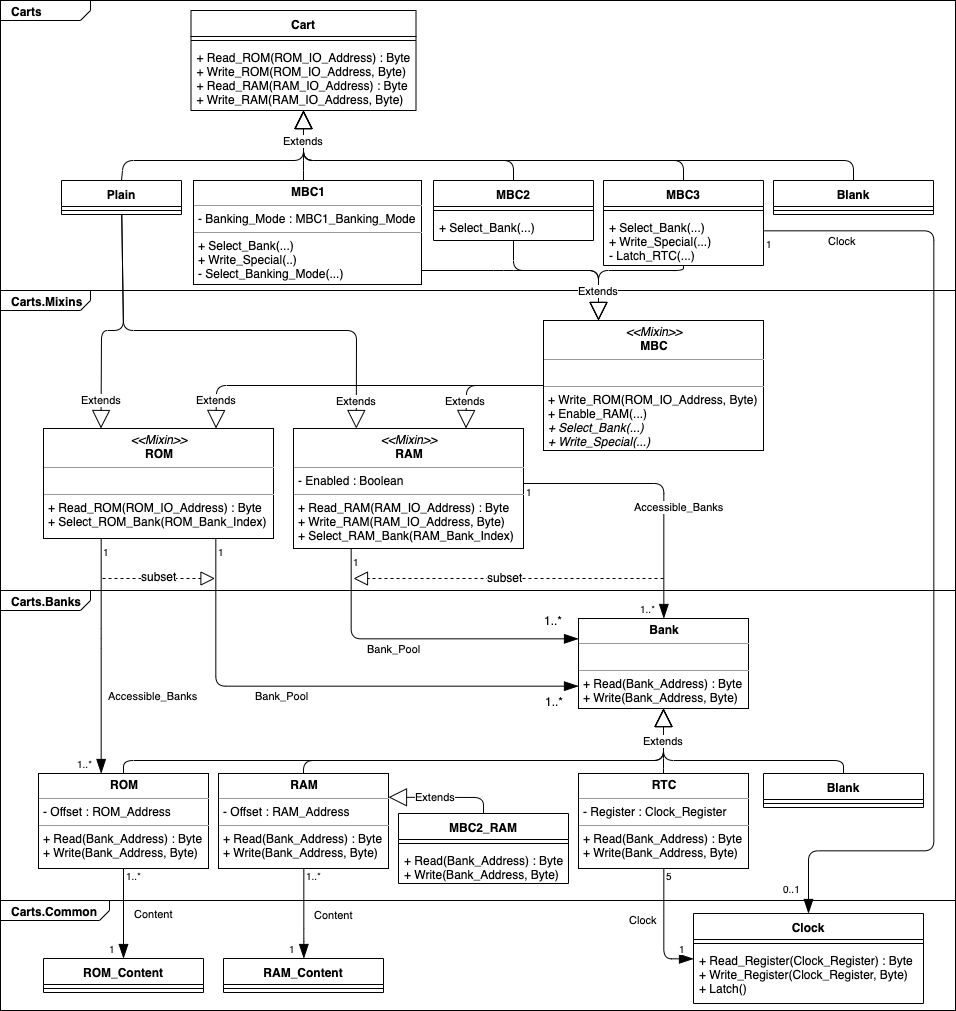 Carts
Cart
+ Read_ROM(ROM_IO_Address) : Byte
+ Write_ROM(ROM_IO_Address, Byte)
+ Read_RAM(RAM_IO_Address) : Byte
+ Write_RAM(RAM_IO_Address, Byte)
Extends
Plain
MBC1
- Banking_Mode : MBC1_Banking_Mode
+ Select_Bank(...)
+ Write_Special(..)
- Select_Banking_Mode(...)
MBC2
+ Select_Bank(...)
MBC3
+ Select_Bank(...)
+ Write_Special(...)
- Latch_RTC(...)
Blank
1
Clock
Extends
Carts.Mixins
<<Mixin>>
MBC
+ Write_ROM(ROM_IO_Address, Byte)
+ Enable_RAM(...)
+ Select_Bank(...)
+ Write_Special(...)
Extends
Extends
Extends
Extends
<<Mixin>>
ROM
+ Read_ROM(ROM_IO_Address) : Byte
+ Select_ROM_Bank(ROM_Bank_Index)
<<Mixin>>
RAM
- Enabled : Boolean
+ Read_RAM(RAM_IO_Address) : Byte
+ Write_RAM(RAM_IO_Address, Byte)
+ Select_RAM_Bank(RAM_Bank_Index)
1
Accessible_Banks
1
1
1
subset
subset
Carts.Banks
1..*
1..*
Bank
+ Read(Bank_Address) : Byte
+ Write(Bank_Address, Byte)
Bank_Pool
Accessible_Banks
Bank_Pool
1..*
Extends
1..*
ROM
- Offset : ROM_Address
+ Read(Bank_Address) : Byte
+ Write(Bank_Address, Byte)
RAM
- Offset : RAM_Address
+ Read(Bank_Address) : Byte
+ Write(Bank_Address, Byte)
Extends
MBC2_RAM
+ Read(Bank_Address) : Byte
+ Write(Bank_Address, Byte)
RTC
- Register : Clock_Register
+ Read(Bank_Address) : Byte
+ Write(Bank_Address, Byte)
Blank
1..*
1..*
5
0..1
Carts.Common
Content
Content
Clock
1
1
1
ROM_Content
RAM_Content
Clock
+ Read_Register(Clock_Register) : Byte
+ Write_Register(Clock_Register, Byte)
+ Latch()